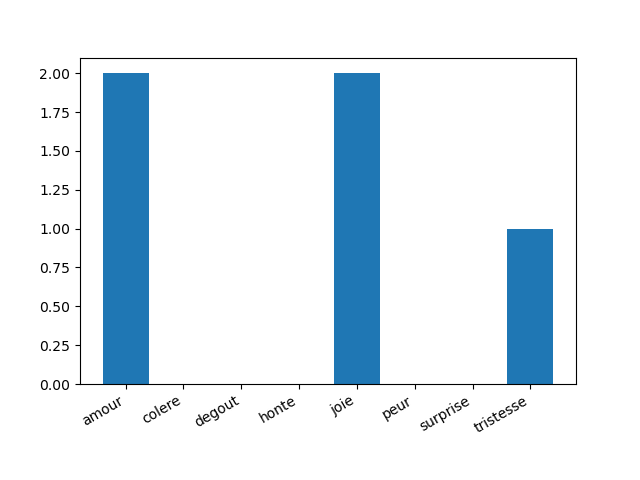 2.00
1.75
1.50
1.25
1.00
0.75
0.50
0.25
0.00
amour
colere
degout
honte
joie
peur
surprise
tristesse